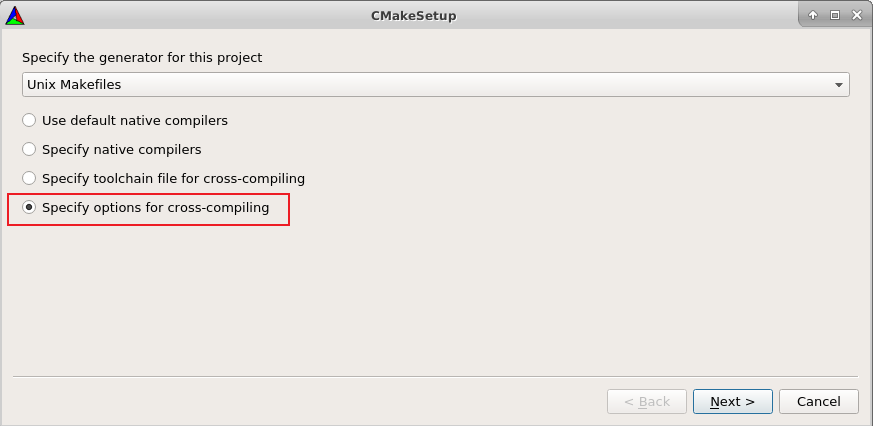 CMakeSetup
Specify the generator for this project
Unix Makefiles
Use default native compilers
Specify native compilers
Specify toolchain file for cross-compiling
Specify options for cross-compiling
< Back
Next >
Cancel